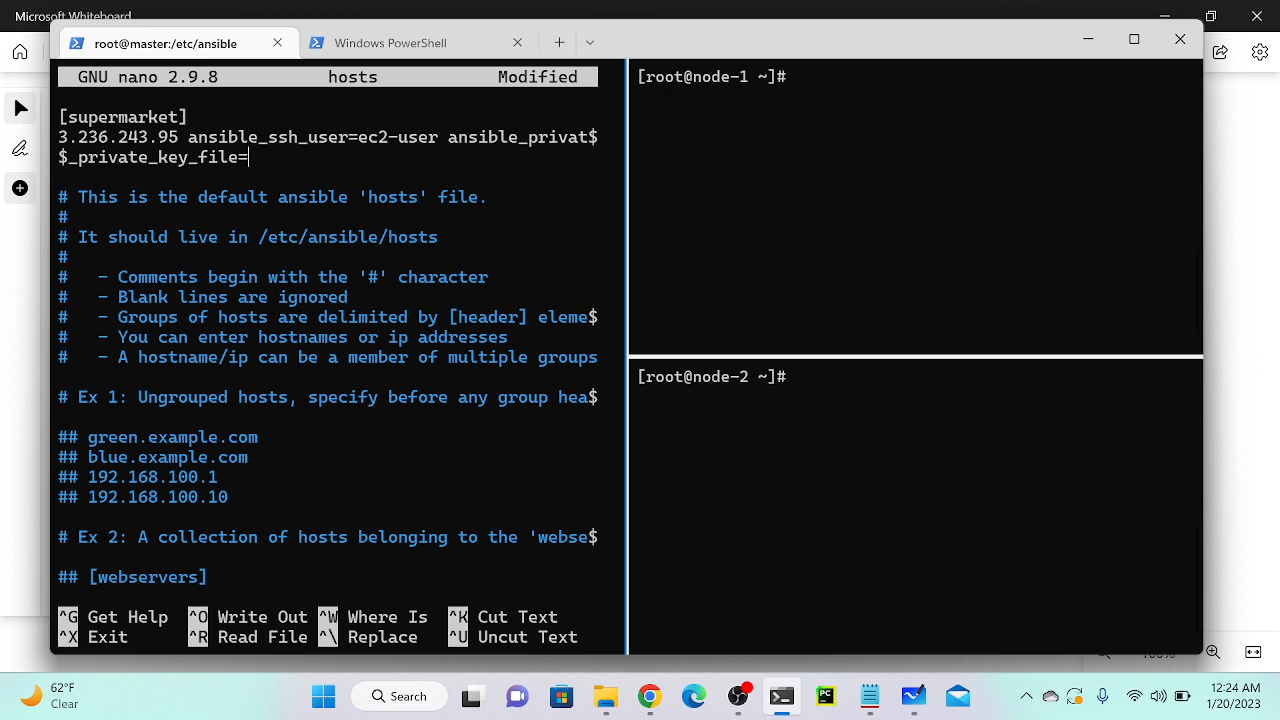 Microsoft Whiteboard
root@master:/etc/ansible
Windows PowerShell
GNU nano 2.9.8 hosts Modified
[supermarket]
3.236.243.95 ansible_ssh_user=ec2-user ansible_privat$
$_private_key_file=
# This is the default ansible 'hosts' file.
#
# It should live in /etc/ansible/hosts
#
#   - Comments begin with the '#' character
#   - Blank lines are ignored
#   - Groups of hosts are delimited by [header] eleme$
#   - You can enter hostnames or ip addresses
#   - A hostname/ip can be a member of multiple groups
# Ex 1: Ungrouped hosts, specify before any group hea$
## green.example.com
## blue.example.com
## 192.168.100.1
## 192.168.100.10
# Ex 2: A collection of hosts belonging to the 'webse$
## [webservers]
^G Get Help ^O Write Out ^W Where Is ^K Cut Text
^X Exit ^R Read File ^\ Replace ^U Uncut Text
[root@node-1 ~]#
[root@node-2 ~]#
62°F
Clear
Search
PC
12:24 AM
1/20/2023